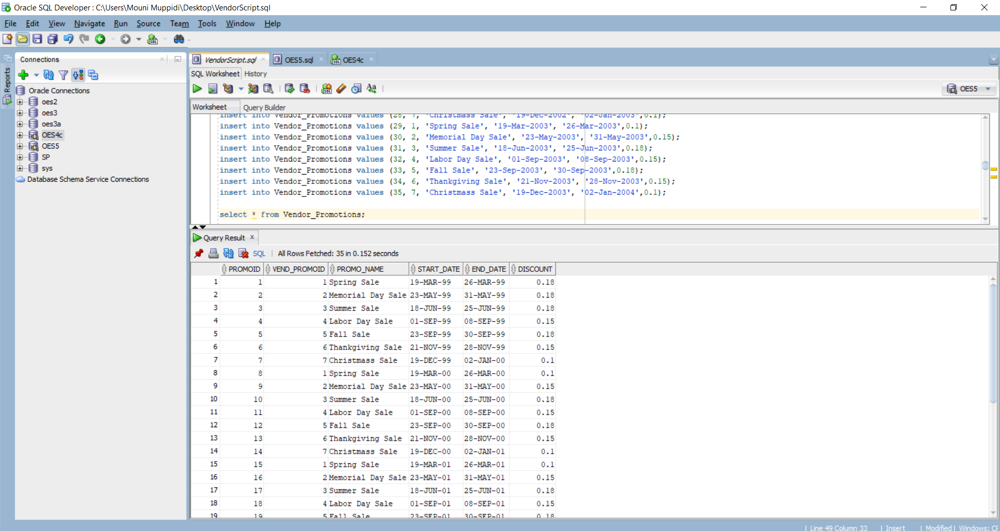 Oracle SQL Developer : C:\Users\Mouni Muppidi\Desktop\VendorScript.sql
File Edit View Navigate Run Source Team Tools Window Help
Reports
Connections
Oracle Connections
oes2
oes3
oes3a
OES4c
OES5
SP
sys
Database Schema Service Connections
VendorScript.sql OES5.sql OES4c
SQL Worksheet History
OES5
Worksheet Query Builder
insert into Vendor_Promotions values (28, 7, 'Christmass Sale', '19-Dec-2002', '02-Jan-2003',0.1);
insert into Vendor_Promotions values (29, 1, 'Spring Sale', '19-Mar-2003', '26-Mar-2003',0.1);
insert into Vendor_Promotions values (30, 2, 'Memorial Day Sale', '23-May-2003', '31-May-2003',0.15);
insert into Vendor_Promotions values (31, 3, 'Summer Sale', '18-Jun-2003', '25-Jun-2003',0.18);
insert into Vendor_Promotions values (32, 4, 'Labor Day Sale', '01-Sep-2003', '08-Sep-2003',0.15);
insert into Vendor_Promotions values (33, 5, 'Fall Sale', '23-Sep-2003', '30-Sep-2003',0.18);
insert into Vendor_Promotions values (34, 6, 'Thankgiving Sale', '21-Nov-2003', '28-Nov-2003',0.15);
insert into Vendor_Promotions values (35, 7, 'Christmass Sale', '19-Dec-2003', '02-Jan-2004',0.1);
select * from Vendor_Promotions;
Query Result
SQL | All Rows Fetched: 35 in 0.152 seconds
PROMOID VEND_PROMOID PROMO_NAME START_DATE END_DATE DISCOUNT
1 1 1 Spring Sale 19-MAR-99 26-MAR-99 0.18
2 2 2 Memorial Day Sale 23-MAY-99 31-MAY-99 0.18
3 3 3 Summer Sale 18-JUN-99 25-JUN-99 0.18
4 4 4 Labor Day Sale 01-SEP-99 08-SEP-99 0.15
5 5 5 Fall Sale 23-SEP-99 30-SEP-99 0.18
6 6 6 Thankgiving Sale 21-NOV-99 28-NOV-99 0.15
7 7 7 Christmass Sale 19-DEC-99 02-JAN-00 0.1
8 8 1 Spring Sale 19-MAR-00 26-MAR-00 0.1
9 9 2 Memorial Day Sale 23-MAY-00 31-MAY-00 0.15
10 10 3 Summer Sale 18-JUN-00 25-JUN-00 0.18
11 11 4 Labor Day Sale 01-SEP-00 08-SEP-00 0.15
12 12 5 Fall Sale 23-SEP-00 30-SEP-00 0.18
13 13 6 Thankgiving Sale 21-NOV-00 28-NOV-00 0.15
14 14 7 Christmass Sale 19-DEC-00 02-JAN-01 0.1
15 15 1 Spring Sale 19-MAR-01 26-MAR-01 0.1
16 16 2 Memorial Day Sale 23-MAY-01 31-MAY-01 0.15
17 17 3 Summer Sale 18-JUN-01 25-JUN-01 0.18
18 18 4 Labor Day Sale 01-SEP-01 08-SEP-01 0.15
19 19 5 Fall Sale 23-SEP-01 30-SEP-01 0.18
| Line 49 Column 33 | Insert | Modified | Windows: CF